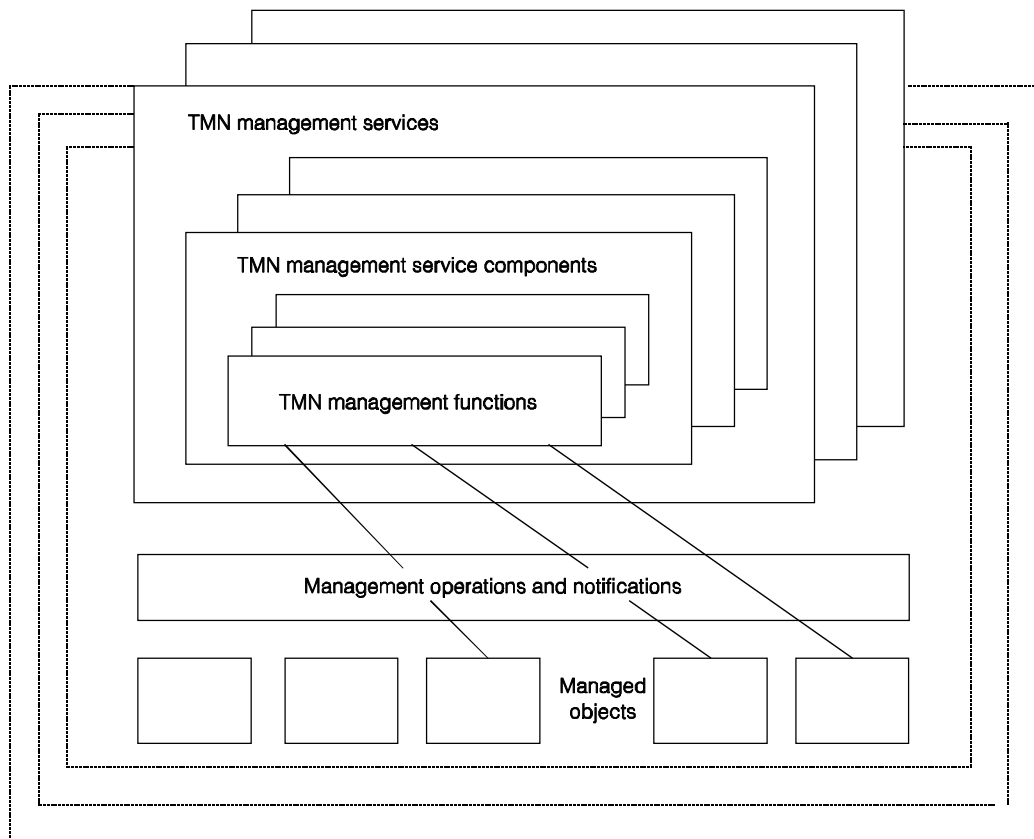 TMN management services
TMN management service components
TMN management functions
Management operations and notifications
Managed
objects